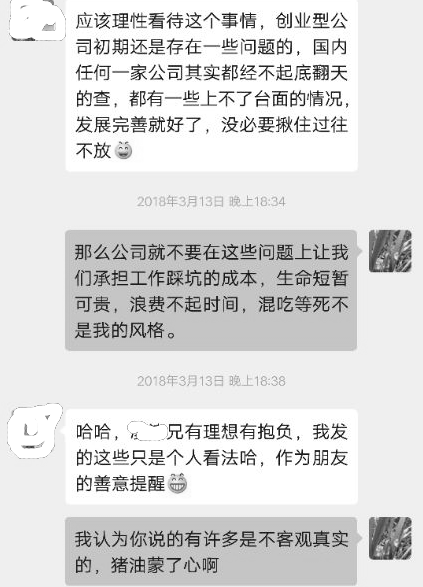 应该理性看待这个事情，创业型公
司初期还是存在一些问题的，国内
任何一家公司其实都经不起底翻天
的查，都有一些上不了台面的情况，
发展完善就好了，没必要揪住过往
不放
2018年3月13日 晚上18:34
那么公司就不要在这些问题上让我
们承担工作踩坑的成本，生命短暂
可贵，浪费不起时间，混吃等死不
是我的风格。
2018年3月13日 晚上18:38
哈哈，兄有理想有抱负，我发
的这些只是个人看法哈，作为朋友
的善意提醒
我认为你说的有许多是不客观真实
的，猪油蒙了心啊